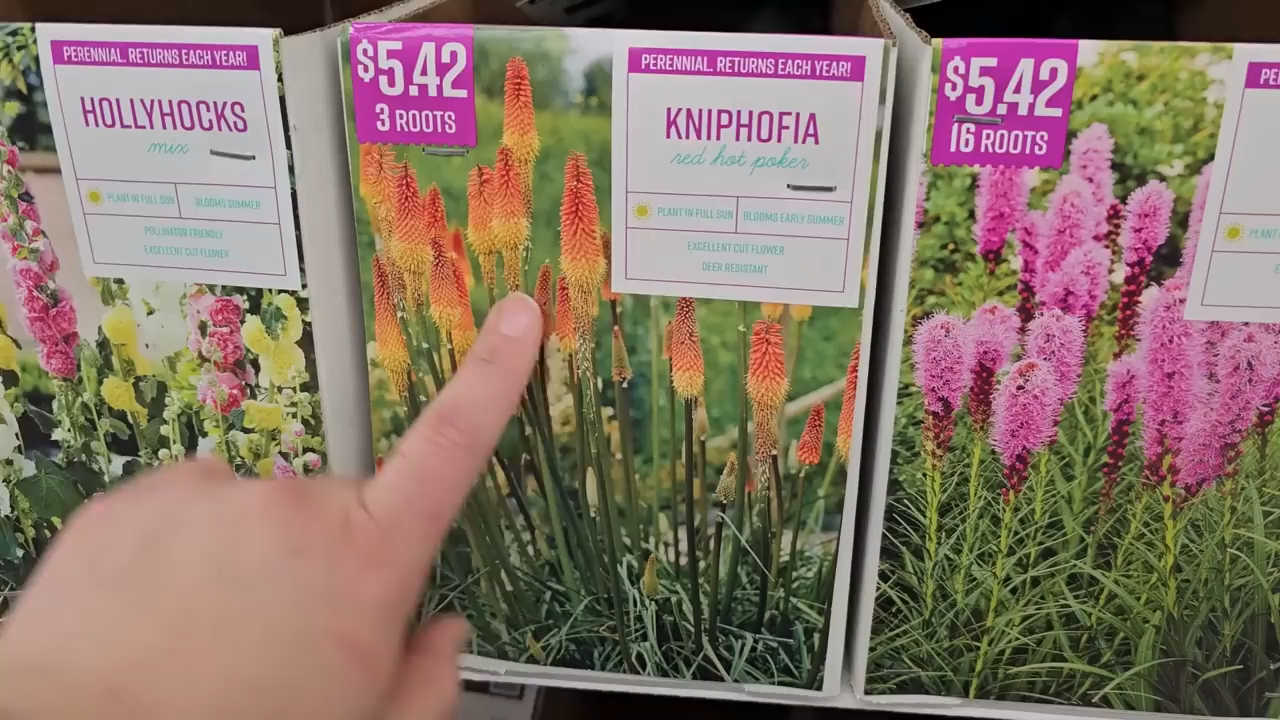 PERENNIAL. RETURNS EACH YEAR!
HOLLYHOCKS
mix
PLANT IN FULL SUN
BLOOMS SUMMER
POLLINATOR FRIENDLY
EXCELLENT CUT FLOWER
$5.42
3 ROOTS
PERENNIAL. RETURNS EACH YEAR!
KNIPHOFIA
red hot poker
PLANT IN FULL SUN
BLOOMS EARLY SUMMER
EXCELLENT CUT FLOWER
DEER RESISTANT
$5.42
16 ROOTS